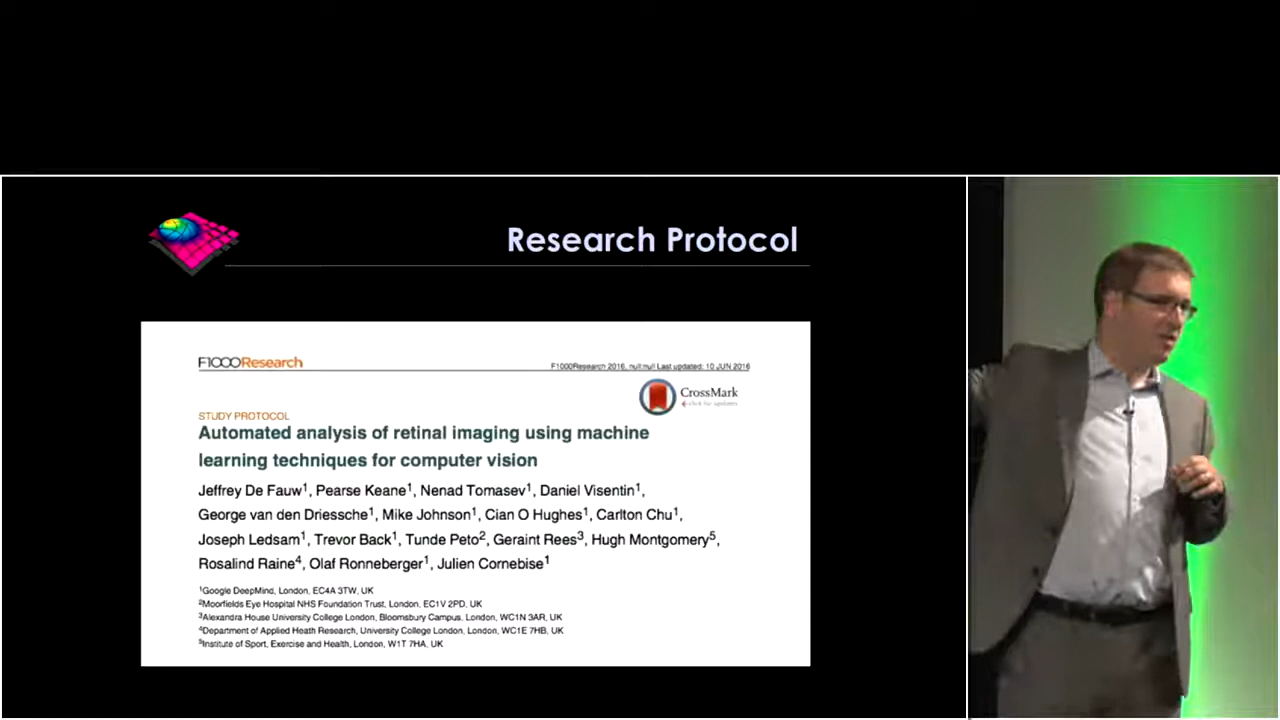 Research Protocol
F1000Research
F1000Research 2016, null:null Last updated: 10 JUN 2016
CrossMark
click for updates
STUDY PROTOCOL
Automated analysis of retinal imaging using machine
learning techniques for computer vision
Jeffrey De Fauw1, Pearse Keane1, Nenad Tomasev1, Daniel Visentin1,
George van den Driessche1, Mike Johnson1, Cian O Hughes1, Carlton Chu1,
Joseph Ledsam1, Trevor Back1, Tunde Peto2, Geraint Rees3, Hugh Montgomery5,
Rosalind Raine4, Olaf Ronneberger1, Julien Cornebise1
1Google DeepMind, London, EC4A 3TW, UK
2Moorfields Eye Hospital NHS Foundation Trust, London, EC1V 2PD, UK
3Alexandra House University College London, Bloomsbury Campus, London, WC1N 3AR, UK
4Department of Applied Heath Research, University College London, London, WC1E 7HB, UK
5Institute of Sport, Exercise and Health, London, W1T 7HA, UK